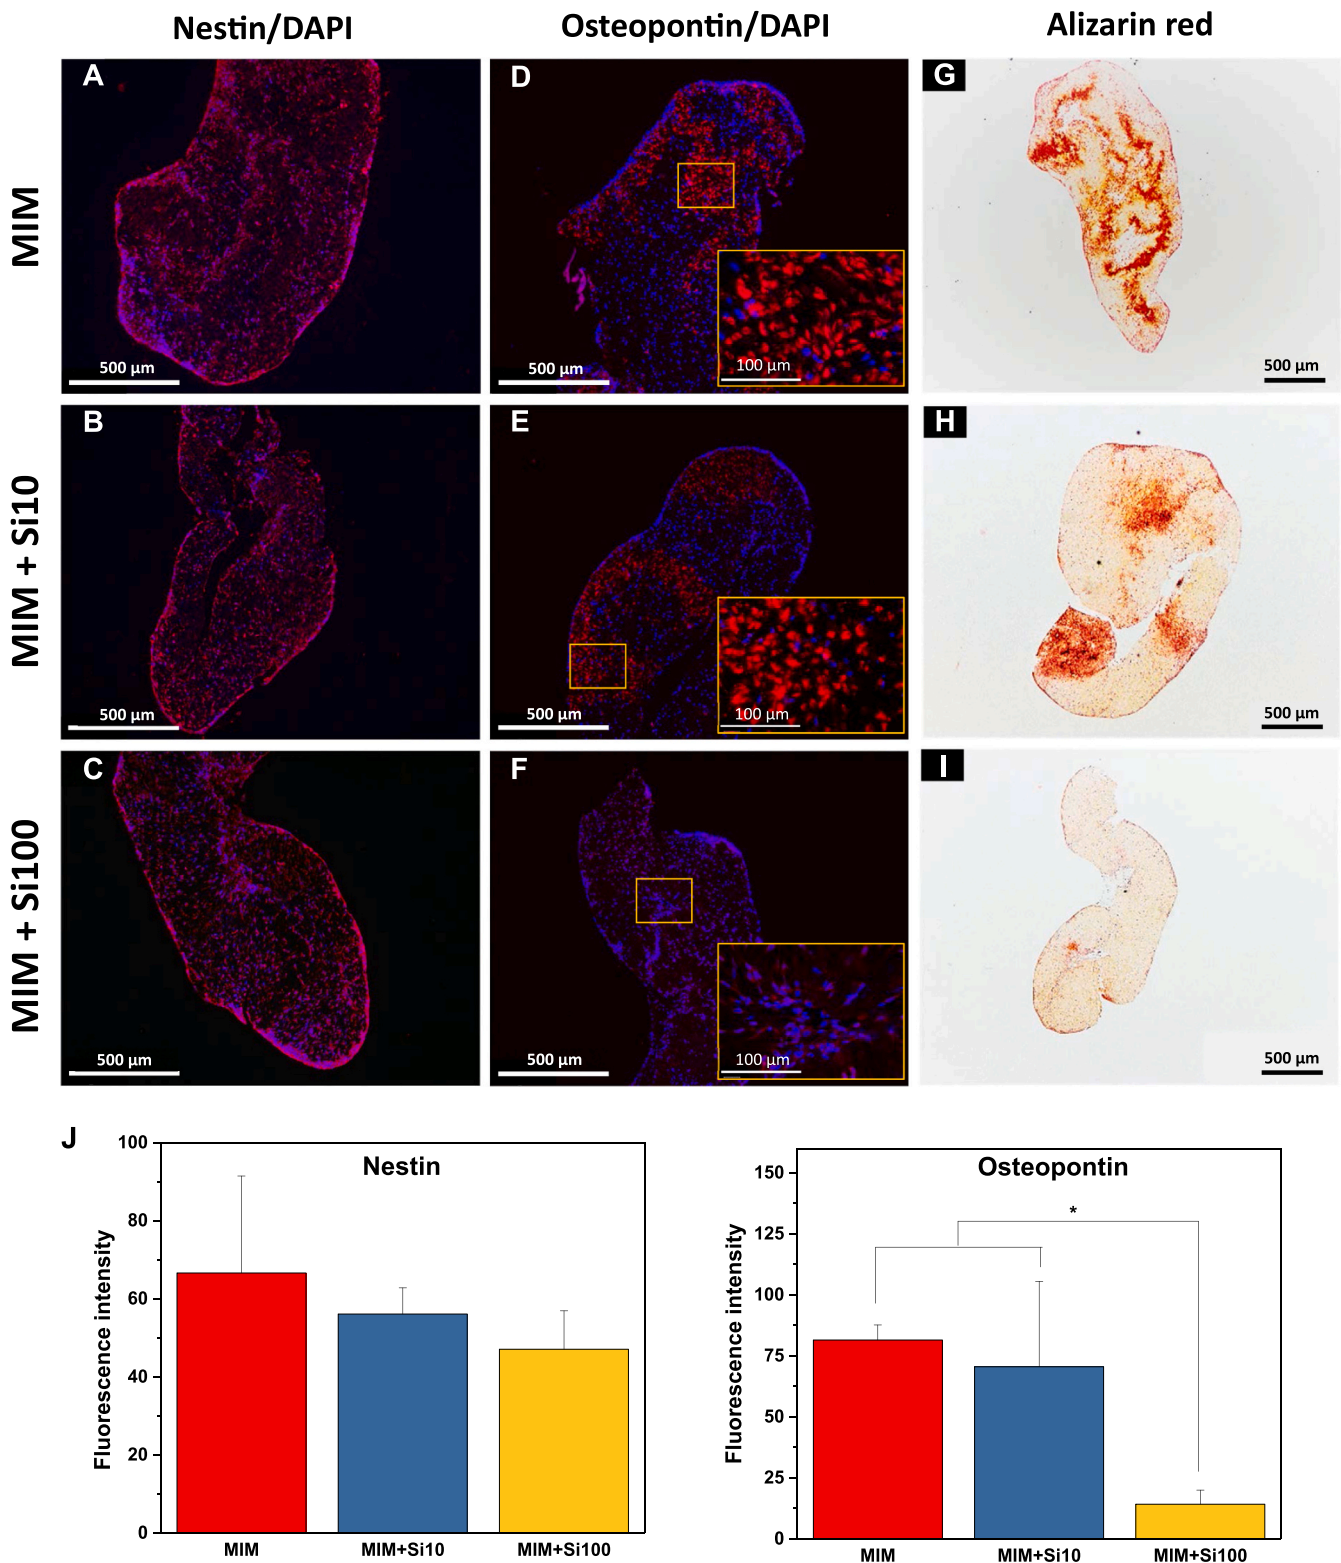 Nestin/DAPI
Osteopontin/DAPI
Alizarin red
MIM
A
500 µm
D
100 µm
500 µm
G
500 µm
MIM + Si10
B
500 µm
E
100 µm
500 µm
H
500 µm
MIM + Si100
C
500 µm
F
100 µm
500 µm
I
500 µm
J
Nestin
Fluorescence intensity
100
80
60
40
20
0
MIM
MIM+Si10
MIM+Si100
Osteopontin
*
Fluorescence intensity
150
125
100
75
50
25
0
MIM
MIM+Si10
MIM+Si100